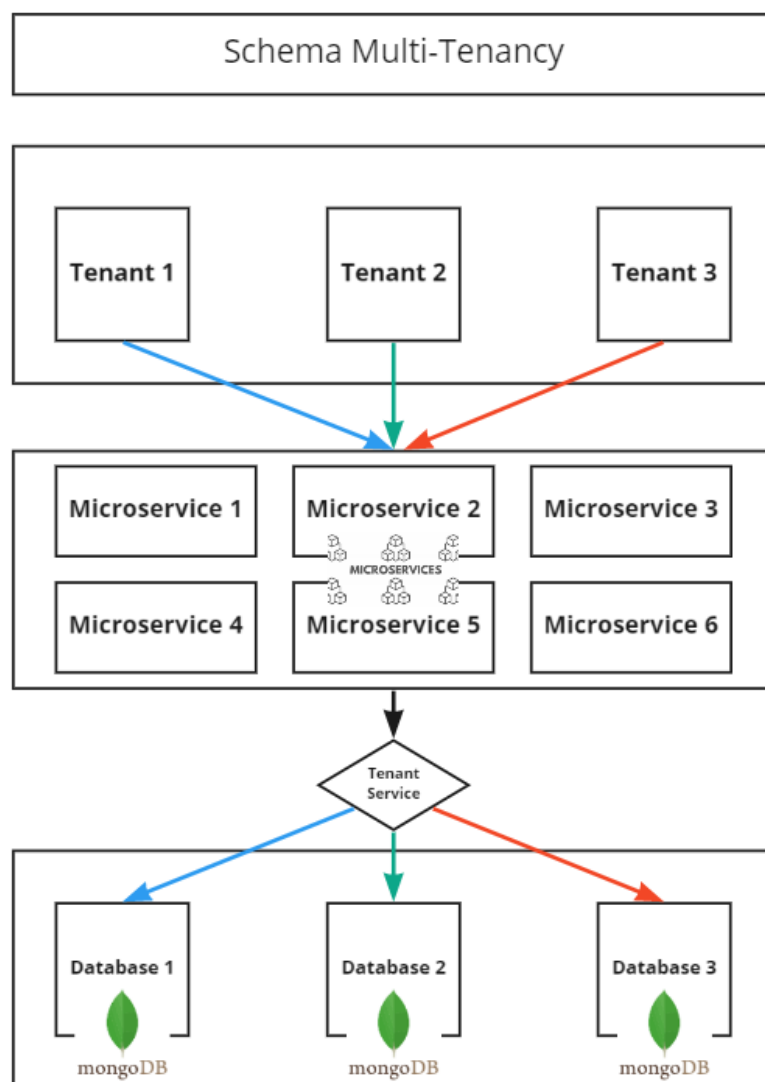 Schema Multi-Tenancy
Tenant 1
Tenant 2
Tenant 3
Microservice 1
Microservice 2
Microservice 3
MICROSERVICES
Microservice 4
Microservice 5
Microservice 6
Tenant
Service
Database 1
Database 2
Database 3
mongoDB
mongoDB
mongoDB